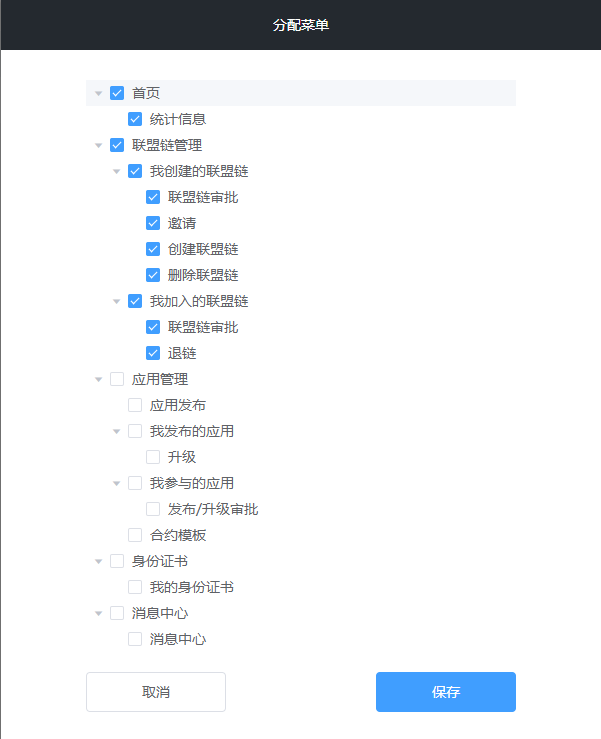 分配菜单
首页
统计信息
联盟链管理
我创建的联盟链
联盟链审批
邀请
创建联盟链
删除联盟链
我加入的联盟链
联盟链审批
退链
应用管理
应用发布
我发布的应用
升级
我参与的应用
发布/升级审批
合约模板
身份证书
我的身份证书
消息中心
消息中心
取消
保存